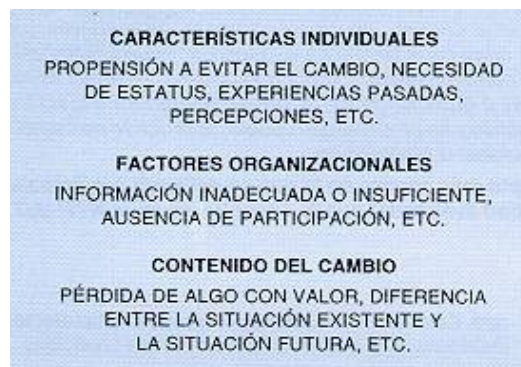 CARACTERÍSTICAS INDIVIDUALES
PROPENSIÓN A EVITAR EL CAMBIO, NECESIDAD
DE ESTATUS, EXPERIENCIAS PASADAS,
PERCEPCIONES, ETC.
FACTORES ORGANIZACIONALES
INFORMACIÓN INADECUADA O INSUFICIENTE,
AUSENCIA DE PARTICIPACIÓN, ETC.
CONTENIDO DEL CAMBIO
PÉRDIDA DE ALGO CON VALOR, DIFERENCIA
ENTRE LA SITUACIÓN EXISTENTE Y
LA SITUACIÓN FUTURA, ETC.